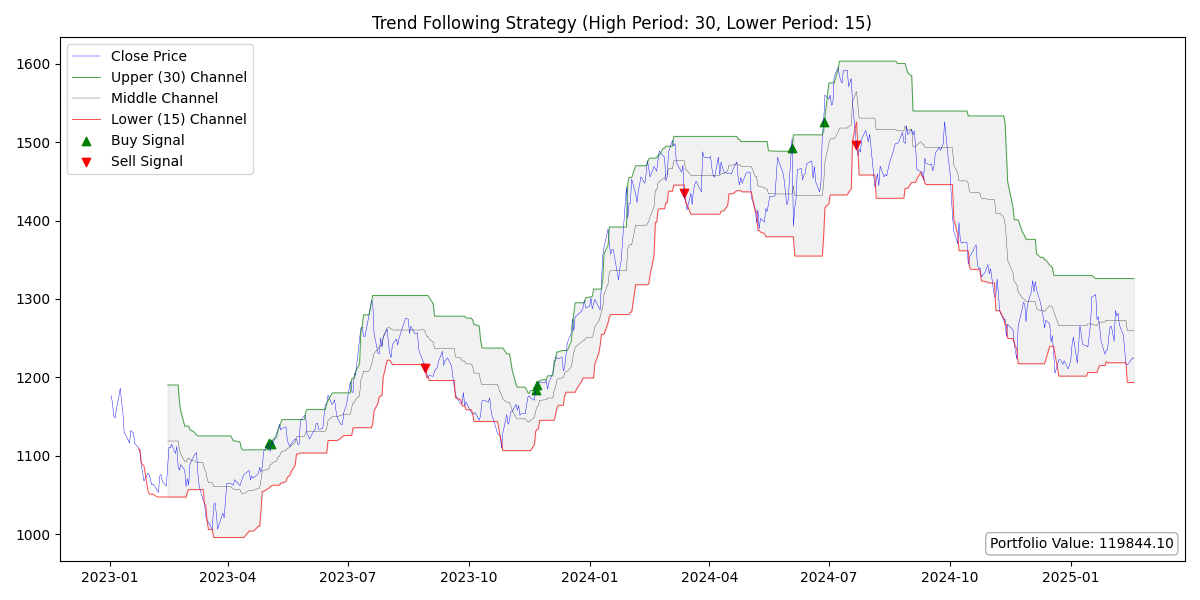 Trend Following Strategy (High Period: 30, Lower Period: 15)
Close Price
Upper (30) Channel
Middle Channel
Lower (15) Channel
Buy Signal
Sell Signal
1600
1500
1400
1300
1200
1100
1000
Portfolio Value: 119844.10
2023-01 2023-04 2023-07 2023-10 2024-01 2024-04 2024-07 2024-10 2025-01